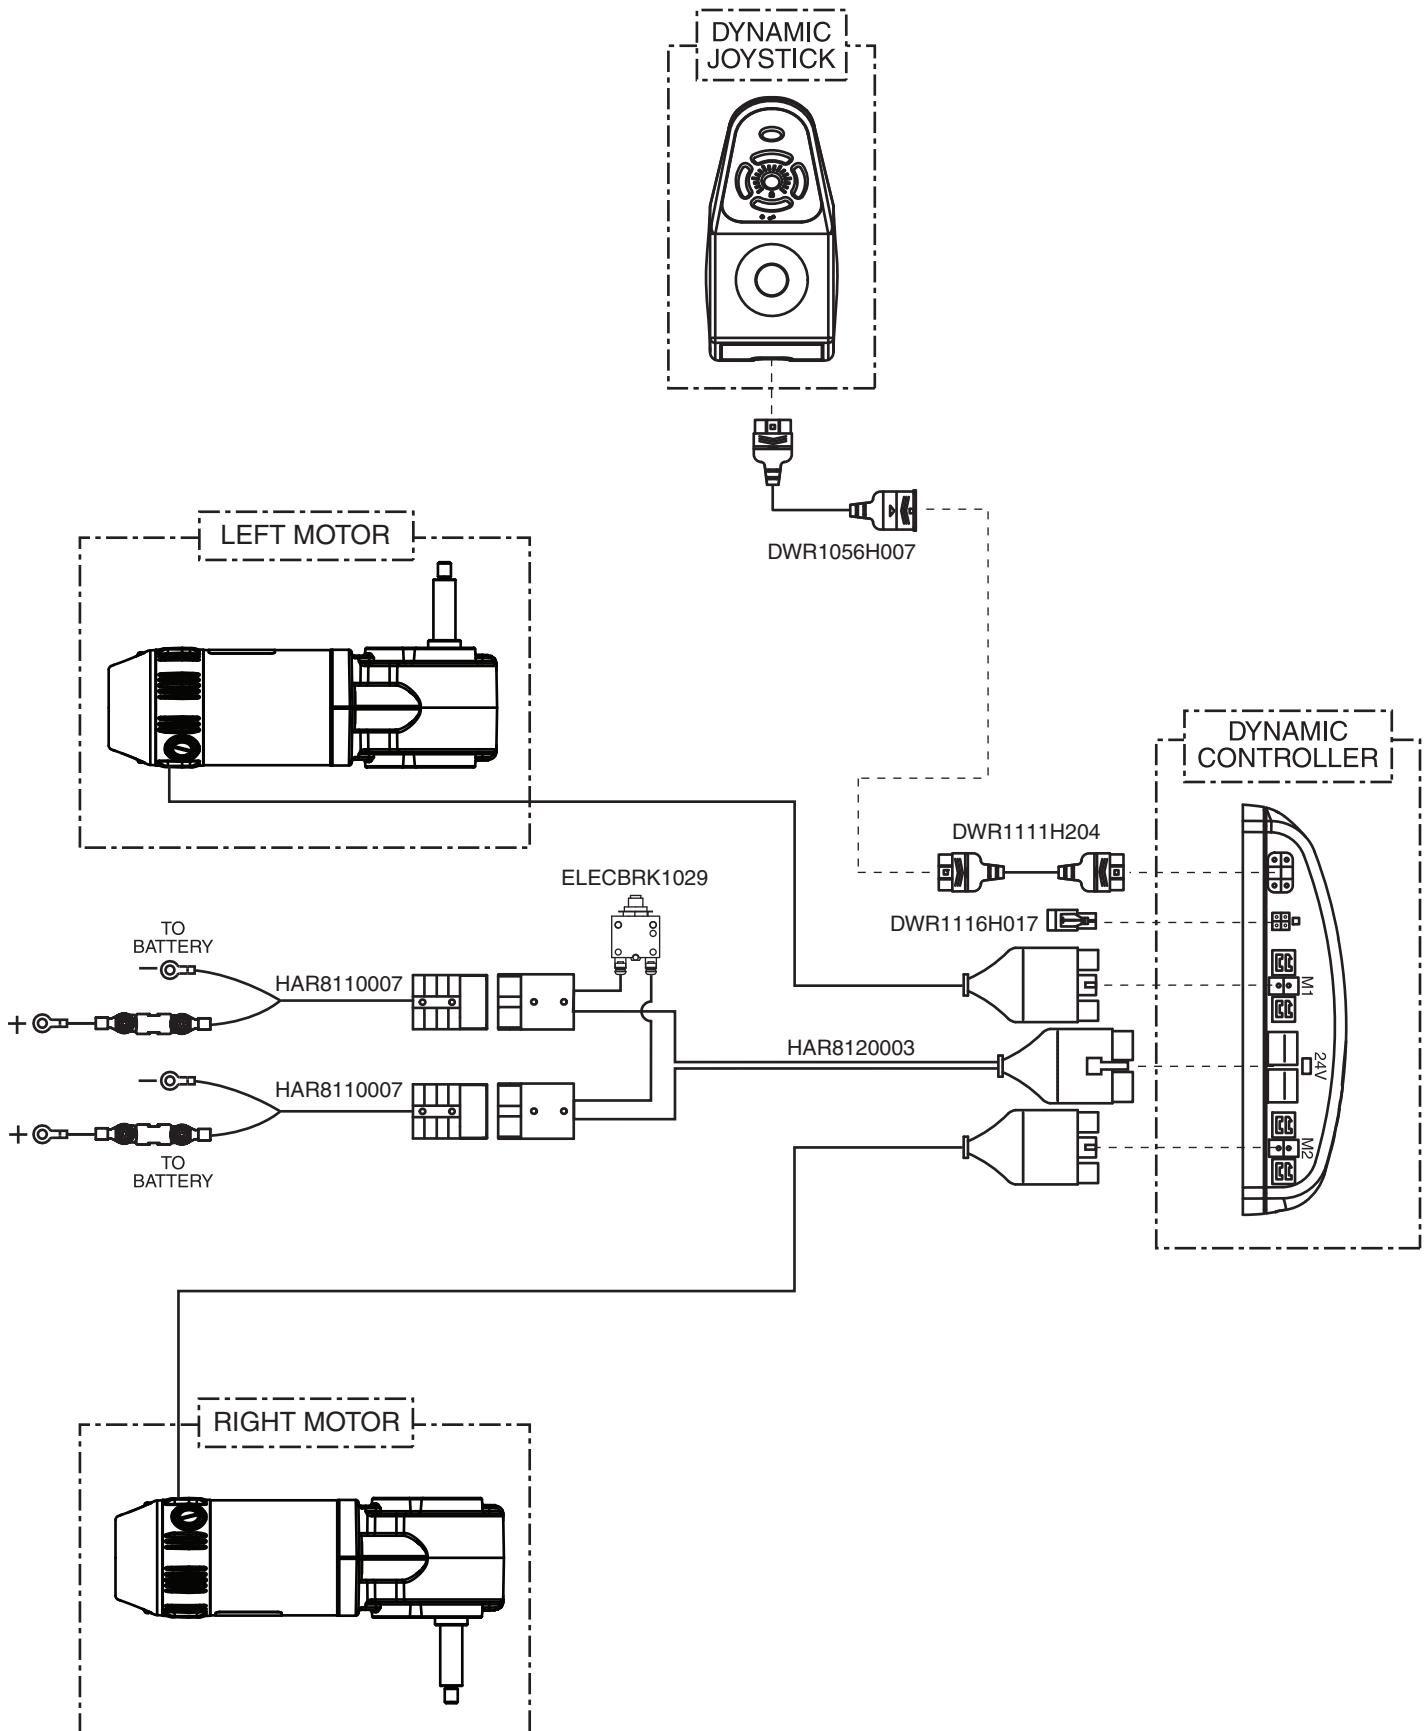 DYNAMIC
JOYSTICK
DWR1056H007
LEFT MOTOR
DYNAMIC
CONTROLLER
DWR1111H204
ELECBRK1029
DWR1116H017
TO
BATTERY
−
HAR8110007
M1
+
HAR8120003
24V
−
HAR8110007
+
M2
TO
BATTERY
RIGHT MOTOR